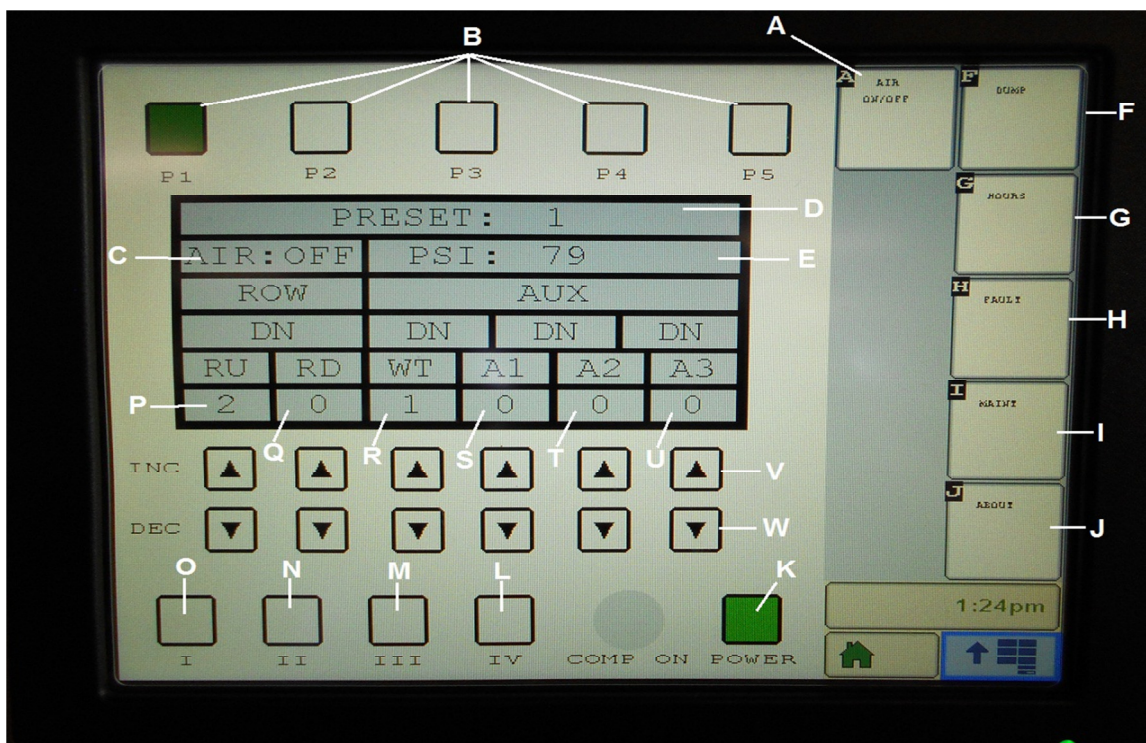 A
B
A AIR ON/OFF
F DUMP
F
P1 P2 P3 P4 P5
G HOURS
G
PRESET: 1
D
C
AIR:OFF PSI: 79
E
ROW AUX
H FAULT
H
DN DN DN DN
RU RD WT A1 A2 A3
P
2 0 1 0 0 0
I MAINT
I
Q R S T U
INC
V
J ABOUT
J
DEC
W
O N M L K
1:24pm
I II III IV COMP ON POWER